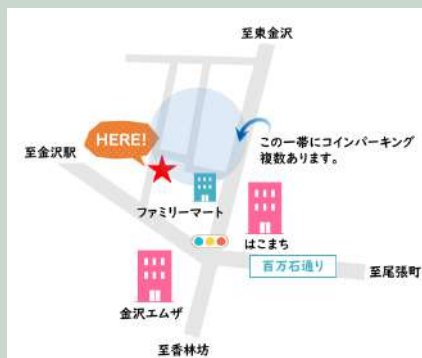 至東金沢
HERE!
至金沢駅
この一帯にコインパーキング
複数あります。
ファミリーマート
はこまち
百万石通り
至尾張町
金沢エムザ
至香林坊